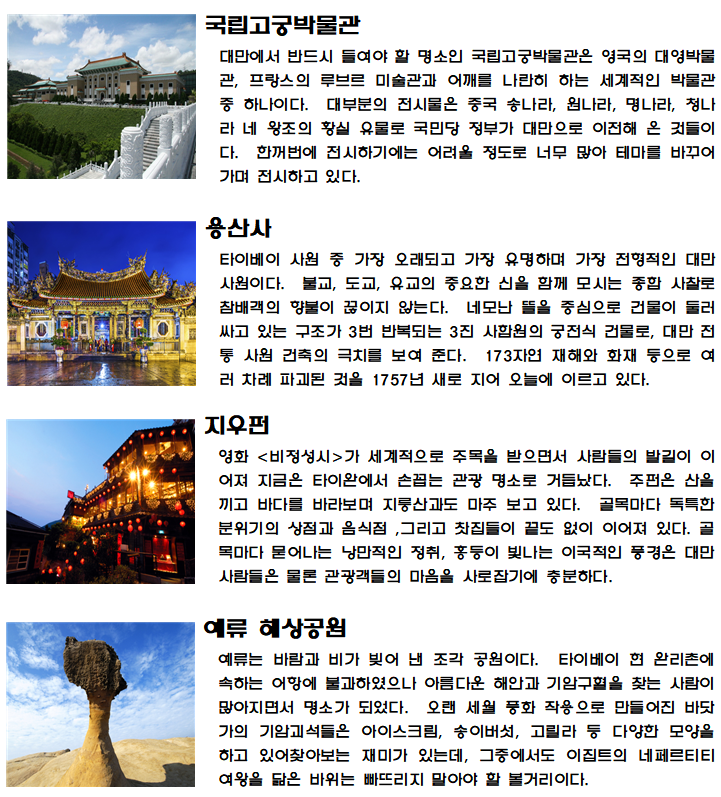 국립고궁박물관
대만에서 반드시 들여야 할 명소인 국립고궁박물관은 영국의 대영박물
관, 프랑스의 루브르 미술관과 어깨를 나란히 하는 세계적인 박물관
중 하나이다. 대부분의 전시물은 중국 송나라, 원나라, 명나라, 청나
라 네 왕조의 황실 유물로 국민당 정부가 대만으로 이전해 온 것들이
다. 한꺼번에 전시하기에는 어려울 정도로 너무 많아 테마를 바꾸어
가며 전시하고 있다.
용산사
타이베이 사원 중 가장 오래되고 가장 유명하며 가장 전형적인 대만
사원이다. 불교, 도교, 유교의 중요한 신을 함께 모시는 종합 사찰로
참배객의 향불이 끊이지 않는다. 네모난 뜰을 중심으로 건물이 둘러
싸고 있는 구조가 3번 반복되는 3진 사합원의 궁전식 건물로, 대만 전
통 사원 건축의 극치를 보여 준다. 173자연 재해와 화재 등으로 여
러 차례 파괴된 것을 1757년 새로 지어 오늘에 이르고 있다.
지우펀
영화 <비정성시>가 세계적으로 주목을 받으면서 사람들의 발길이 이
어져 지금은 타이완에서 손꼽는 관광 명소로 거듭났다. 주펀은 산을
끼고 바다를 바라보며 지룽산과도 마주 보고 있다. 골목마다 독특한
분위기의 상점과 음식점 ,그리고 찻집들이 끝도 없이 이어져 있다. 골
목마다 묻어나는 낭만적인 정취, 홍등이 빛나는 이국적인 풍경은 대만
사람들은 물론 관광객들의 마음을 사로잡기에 충분하다.
예류 해상공원
예류는 바람과 비가 빚어 낸 조각 공원이다. 타이베이 현 완리촌에
속하는 어항에 불과하였으나 아름다운 해안과 기암구혈을 찾는 사람이
많아지면서 명소가 되었다. 오랜 세월 풍화 작용으로 만들어진 바닷
가의 기암괴석들은 아이스크림, 송이버섯, 고릴라 등 다양한 모양을
하고 있어찾아보는 재미가 있는데, 그중에서도 이집트의 네페르티티
여왕을 닮은 바위는 빠뜨리지 말아야 할 볼거리이다.